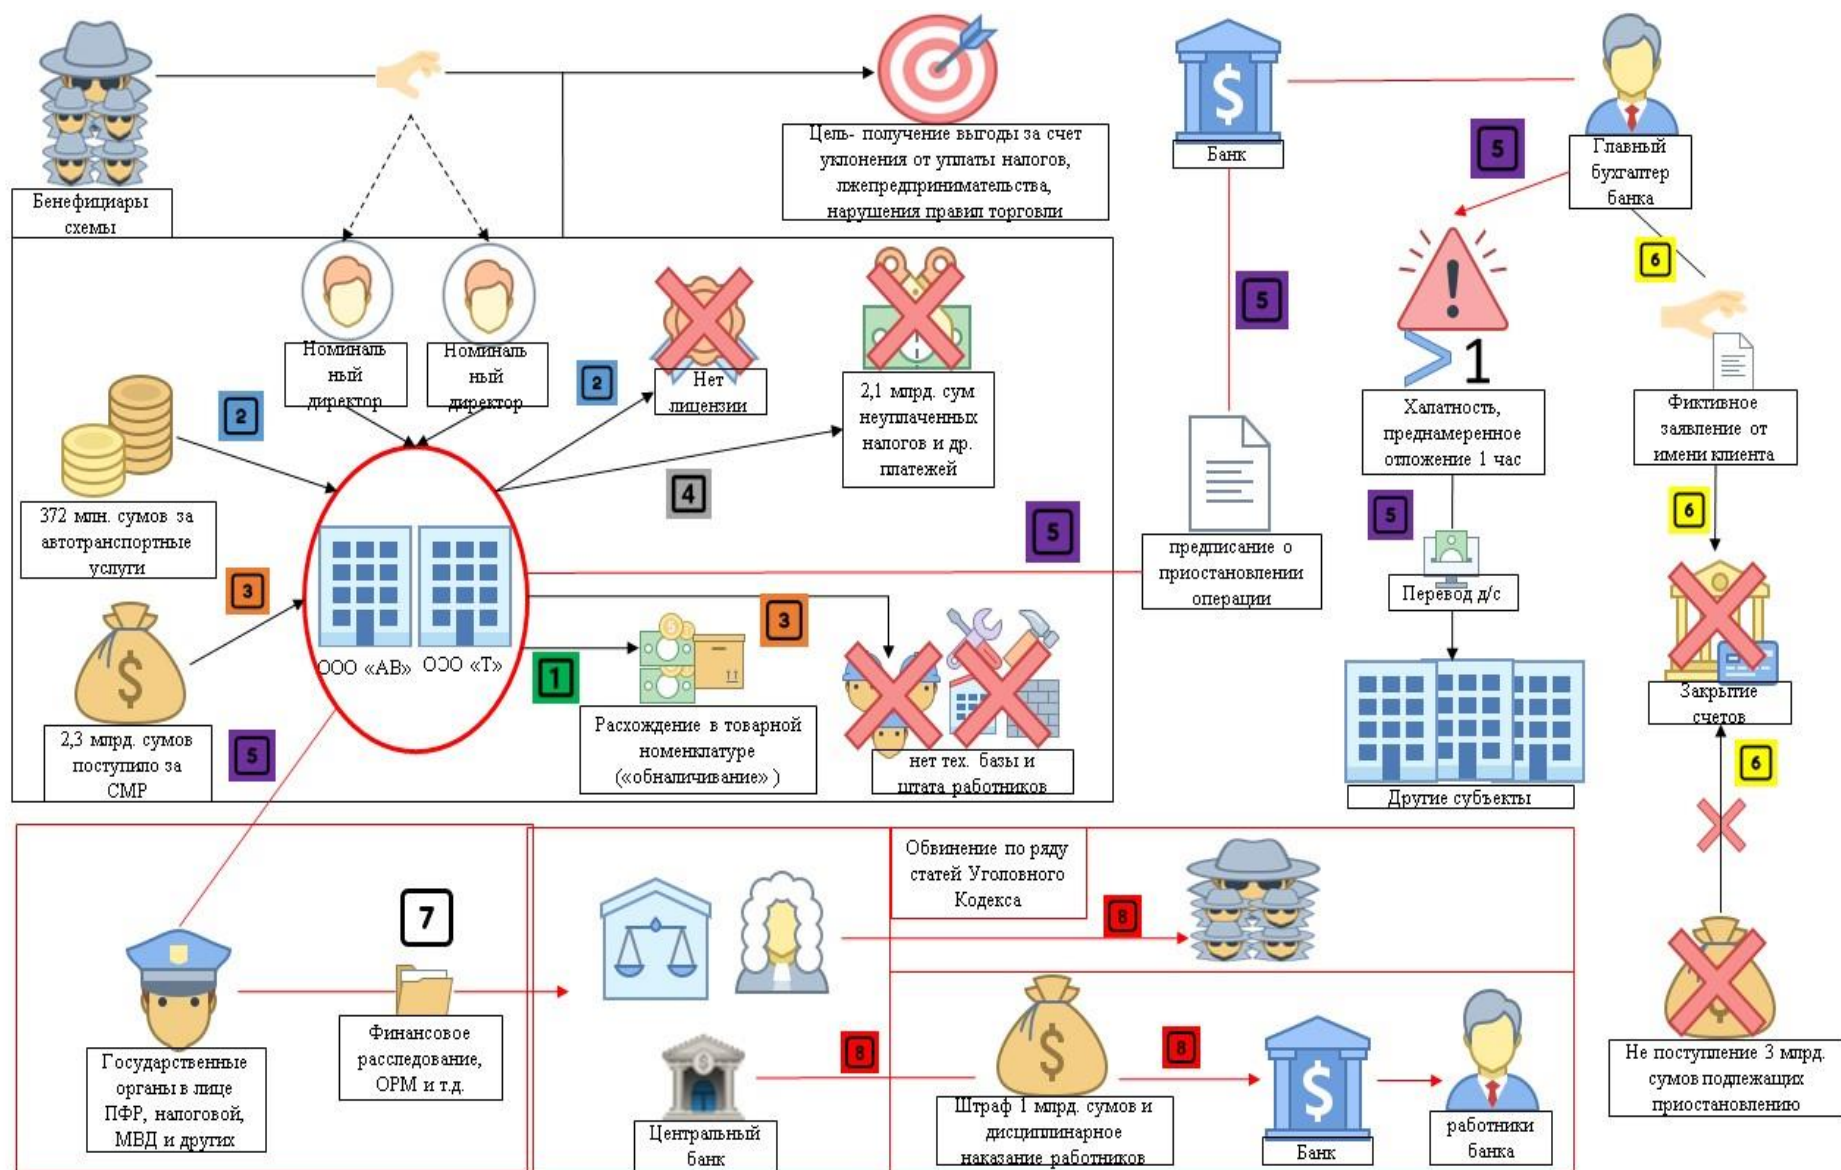 Бенефициары
схемы
Цель- получение выгоды за счет
уклонения от уплаты налогов,
лжепредпринимательства,
нарушения правил торговли
$
Банк
Главный
бухгалтер
банка
5
6
5
Номиналь
ный
директор
Номиналь
ный
директор
2
Нет
лицензии
2,1 млрд. сум
неуплаченных
налогов и др.
платежей
!
> 1
Халатность,
преднамеренное
отложение 1 час
Фиктивное
заявление от
имени клиента
2
372 млн. сумов за
автотранспортные
услуги
4
5
предписание о
приостановлении
операции
5
Перевод д/с
6
3
ООО «АВ»
ООО «Т»
3
1
$
2,3 млрд. сумов
поступило за
СМР
5
Расхождение в товарной
номенклатуре
(«обналичивание» )
нет тех. базы и
штата работников
Другие субъекты
Закрытие
счетов
6
7
Обвинение по ряду
статей Уголовного
Кодекса
8
Государственные
органы в лице
ПФР, налоговой,
МВД и других
Финансовое
расследование,
ОРМ и т.д.
Центральный
банк
8
$
Штраф 1 млрд. сумов и
дисциплинарное
наказание работников
8
$
Банк
работники
банка
Не поступление 3 млрд.
сумов подлежащих
приостановлению